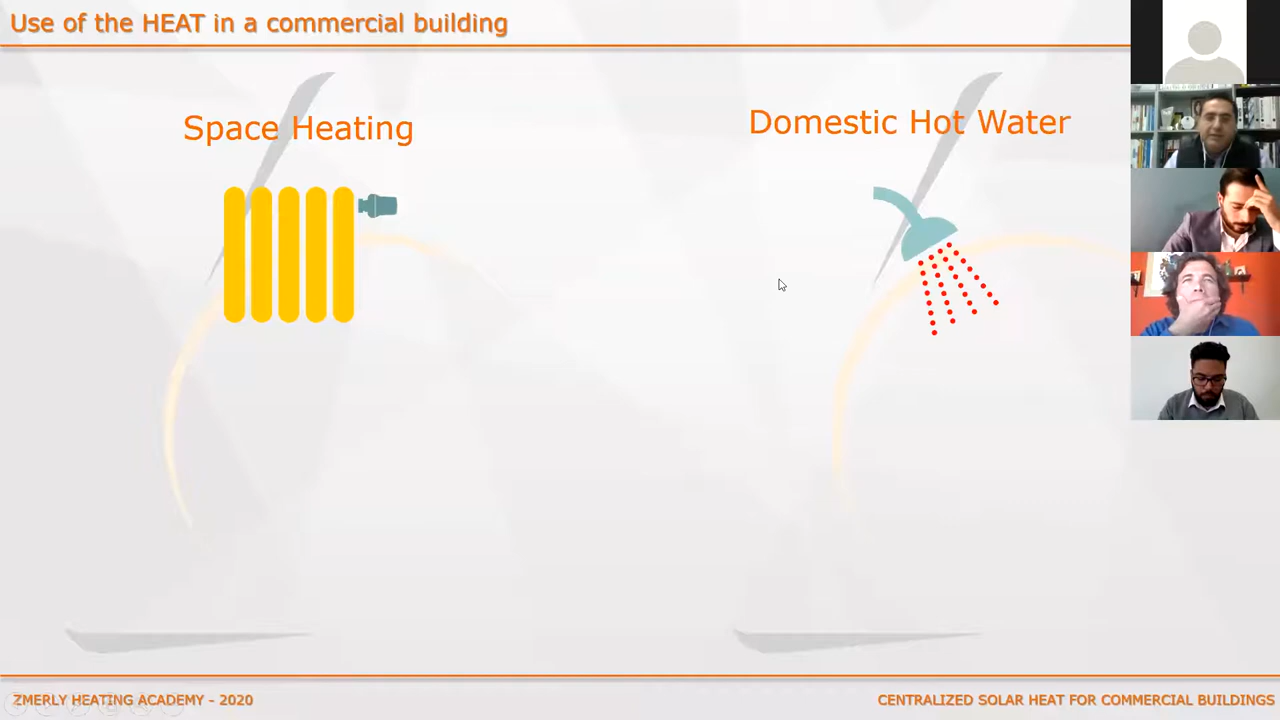 Use of the HEAT in a commercial building
Space Heating
Domestic Hot Water
ZMERLY HEATING ACADEMY - 2020
CENTRALIZED SOLAR HEAT FOR COMMERCIAL BUILDINGS